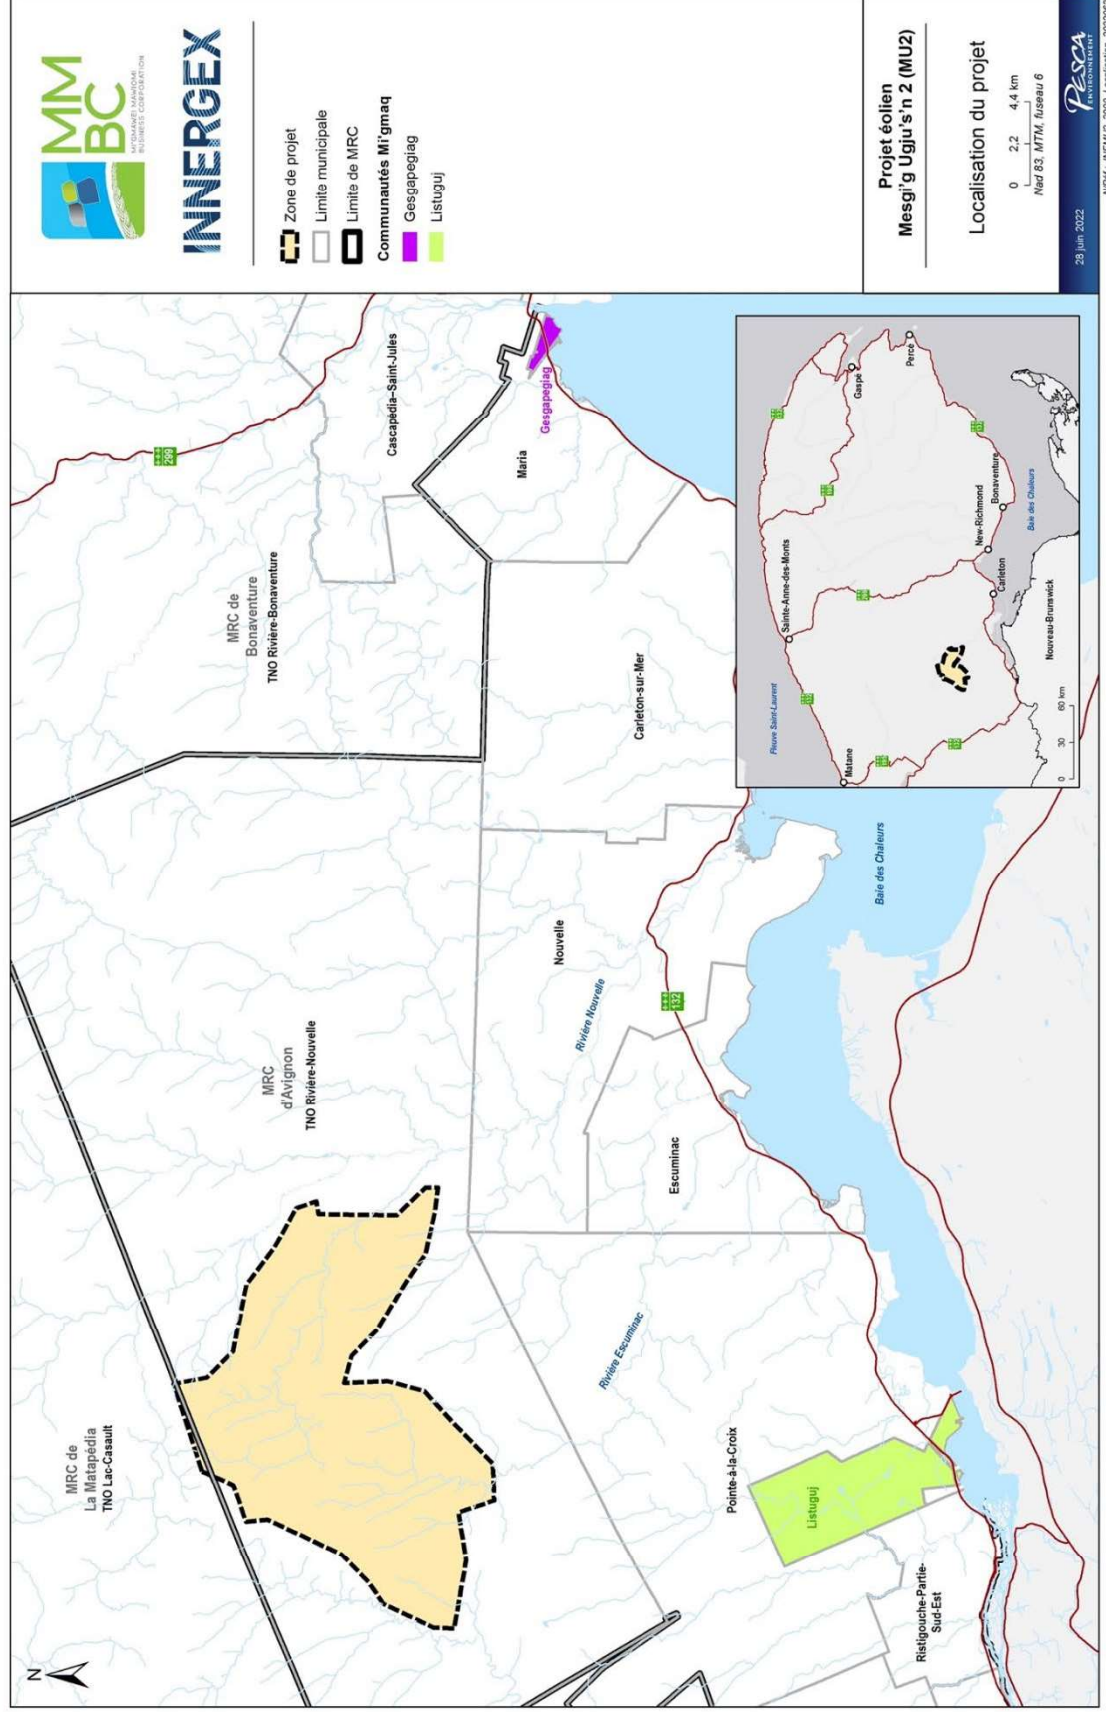 MM
BC
MI'GMAWEI MAWIOMI
BUSINESS CORPORATION
INNERGEX
Zone de projet
Limite municipale
Limite de MRC
Communautés Mi'gmaq
Gesgapegiag
Listuguj
Projet éolien
Mesgi'g Ugju's'n 2 (MU2)
Localisation du projet
0 2,2 4,4 km
Nad 83, MTM, fuseau 6
28 juin 2022
PESCA
ENVIRONNEMENT
N
MRC de
La Matapédia
TNO Lac-Casault
MRC
d'Avignon
TNO Rivière-Nouvelle
MRC de
Bonaventure
TNO Rivière-Bonaventure
299
Cascapédia–Saint-Jules
Maria
Gesgapegiag
Carleton-sur-Mer
Nouvelle
Rivière Nouvelle
132
Escuminac
Rivière Escuminac
Pointe-à-la-Croix
Listuguj
Ristigouche-Partie-
Sud-Est
Baie des Chaleurs
Fleuve Saint-Laurent
Matane
Sainte-Anne-des-Monts
Gaspé
Percé
New-Richmond
Bonaventure
Carleton
Baie des Chaleurs
Nouveau-Brunswick
0 30 60 km